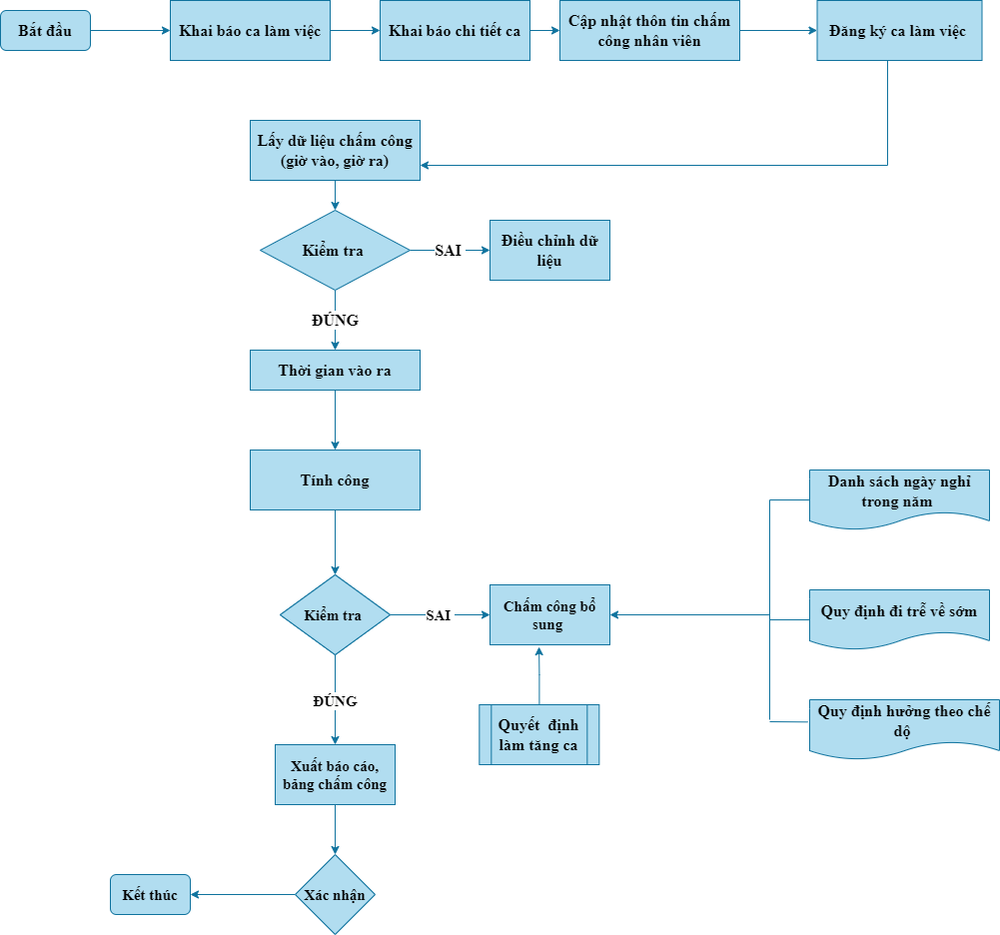 Bắt đầu
Khai báo ca làm việc
Khai báo chi tiết ca
Cập nhật thôn tin chấm
công nhân viên
Đăng ký ca làm việc
Lấy dữ liệu chấm công
(giờ vào, giờ ra)
Kiểm tra
SAI
Điều chỉnh dữ
liệu
ĐÚNG
Thời gian vào ra
Tính công
Danh sách ngày nghỉ
trong năm
Kiểm tra
SAI
Chấm công bổ
sung
Quy định đi trễ về sớm
ĐÚNG
Quyết định
làm tăng ca
Quy định hưởng theo chế
dộ
Xuất báo cáo,
bảng chấm công
Kết thúc
Xác nhận